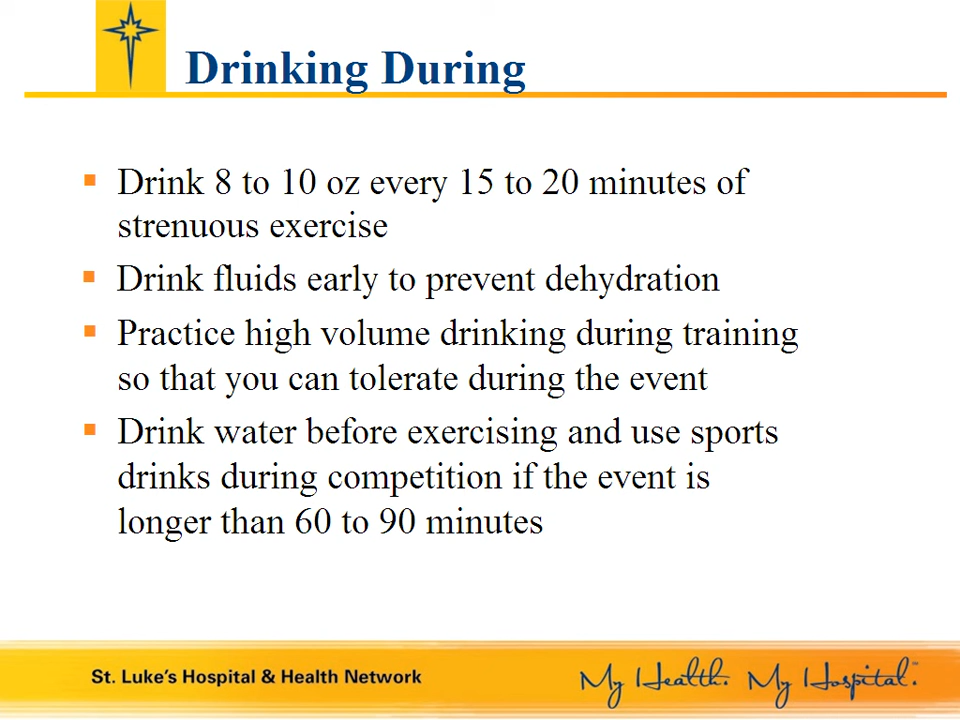 Drinking During
▪ Drink 8 to 10 oz every 15 to 20 minutes of
strenuous exercise
▪ Drink fluids early to prevent dehydration
▪ Practice high volume drinking during training
so that you can tolerate during the event
▪ Drink water before exercising and use sports
drinks during competition if the event is
longer than 60 to 90 minutes
St. Luke's Hospital & Health Network
My Health. My Hospital.™